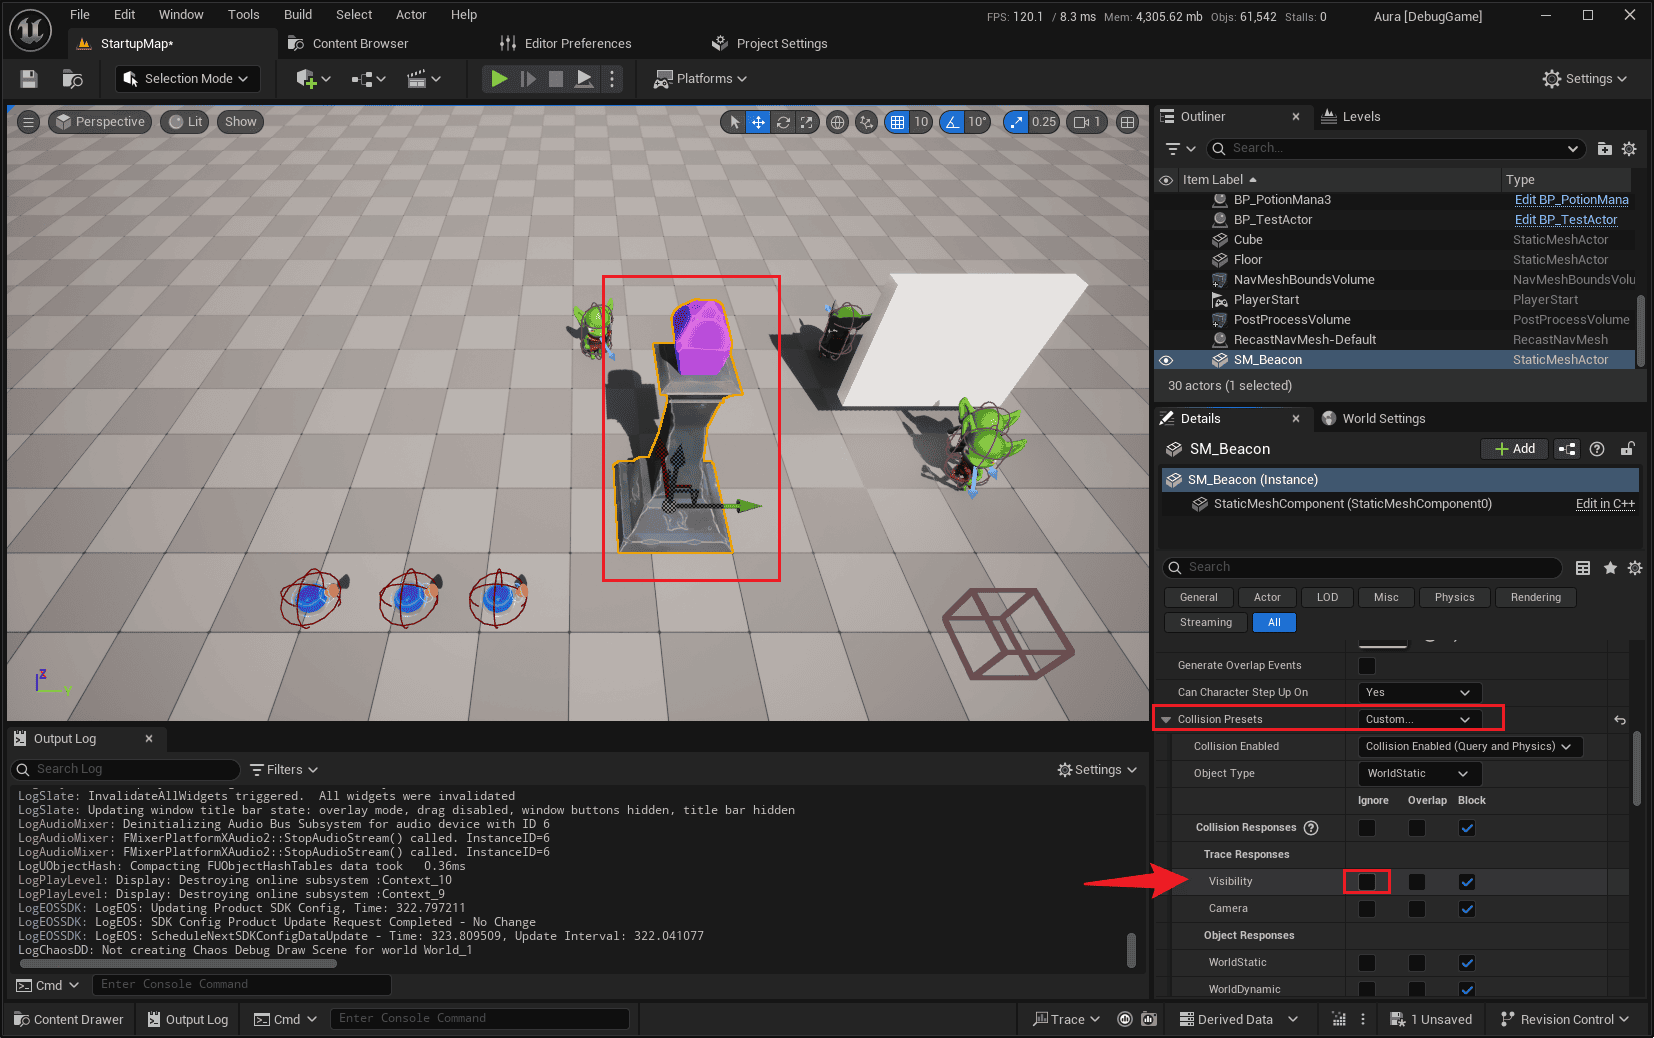 File Edit Window Tools Build Select Actor Help
FPS: 120.1 / 8.3 ms Mem: 4,305.62 mb Objs: 61,542 Stalls: 0
Aura [DebugGame]
StartupMap*
Content Browser
Editor Preferences
Project Settings
Selection Mode
Platforms
Settings
Perspective
Lit
Show
10
10°
0.25
1
Z
Y
Outliner
Levels
Search...
Item Label
Type
BP_PotionMana3 Edit BP_PotionMana
BP_TestActor Edit BP_TestActor
Cube StaticMeshActor
Floor StaticMeshActor
NavMeshBoundsVolume NavMeshBoundsVolu
PlayerStart PlayerStart
PostProcessVolume PostProcessVolume
RecastNavMesh-Default RecastNavMesh
SM_Beacon StaticMeshActor
30 actors (1 selected)
Details
World Settings
SM_Beacon
Add
SM_Beacon (Instance)
StaticMeshComponent (StaticMeshComponent0) Edit in C++
Search
General Actor LOD Misc Physics Rendering
Streaming All
Generate Overlap Events
Can Character Step Up On Yes
Collision Presets Custom...
Collision Enabled Collision Enabled (Query and Physics)
Object Type WorldStatic
Ignore Overlap Block
Collision Responses
Trace Responses
Visibility
Camera
Object Responses
WorldStatic
WorldDynamic
Output Log
Search Log
Filters
Settings
LogSlate: InvalidateAllWidgets triggered.  All widgets were invalidated
LogSlate: Updating window title bar state: overlay mode, drag disabled, window buttons hidden, title bar hidden
LogAudioMixer: Deinitializing Audio Bus Subsystem for audio device with ID 6
LogAudioMixer: FMixerPlatformXAudio2::StopAudioStream() called. InstanceID=6
LogAudioMixer: FMixerPlatformXAudio2::StopAudioStream() called. InstanceID=6
LogUObjectHash: Compacting FUObjectHashTables data took   0.36ms
LogPlayLevel: Display: Destroying online subsystem :Context_10
LogPlayLevel: Display: Destroying online subsystem :Context_9
LogEOSSDK: LogEOS: Updating Product SDK Config, Time: 322.797211
LogEOSSDK: LogEOS: SDK Config Product Update Request Completed - No Change
LogEOSSDK: LogEOS: ScheduleNextSDKConfigDataUpdate - Time: 323.809509, Update Interval: 322.041077
LogChaosDD: Not creating Chaos Debug Draw Scene for world World_1
Cmd
Enter Console Command
Content Drawer
Output Log
Cmd
Enter Console Command
Trace
Derived Data
1 Unsaved
Revision Control